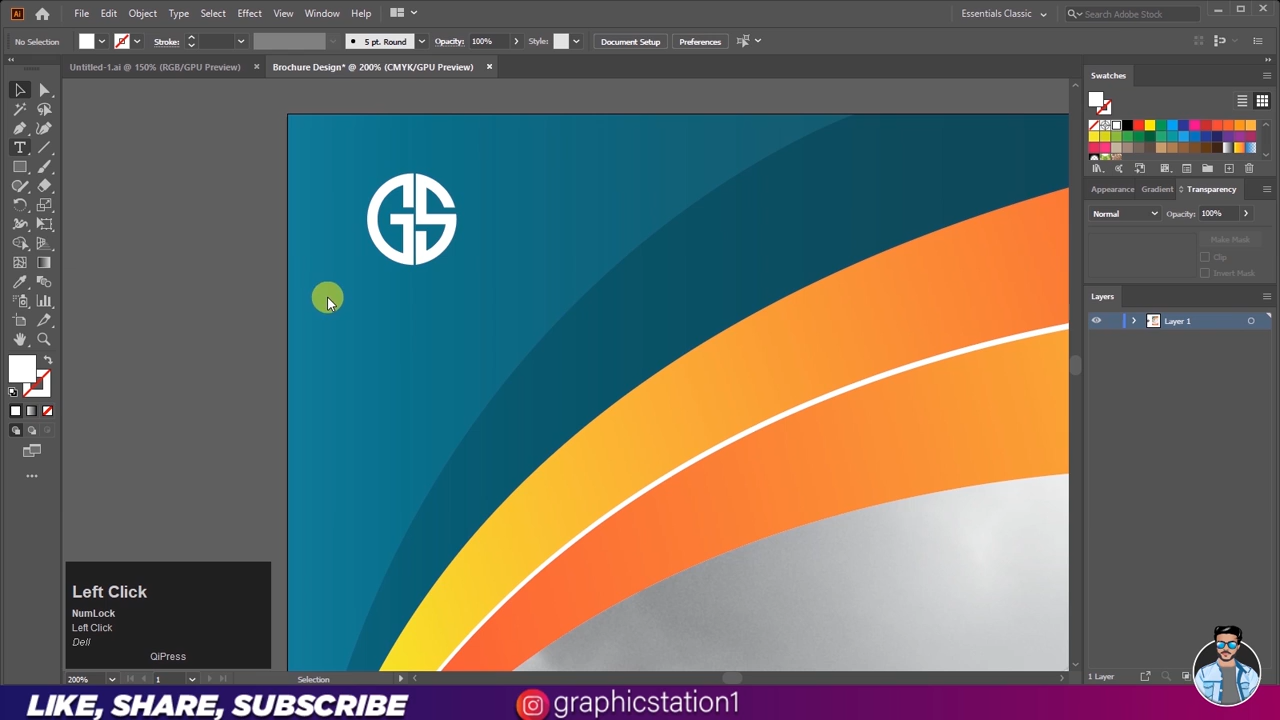 Ai
File Edit Object Type Select Effect View Window Help
Essentials Classic
Search Adobe Stock
No Selection
Stroke:
5 pt. Round
Opacity: 100%
Style:
Document Setup
Preferences
Untitled-1.ai @ 150% (RGB/GPU Preview)
Brochure Design* @ 200% (CMYK/GPU Preview)
Swatches
Appearance Gradient Transparency
Normal
Opacity: 100%
Make Mask
Clip
Invert Mask
Layers
Layer 1
GS
Left Click
NumLock
Left Click
Dell
QiPress
200%
1
Selection
1 Layer
LIKE, SHARE, SUBSCRIBE
graphicstation1